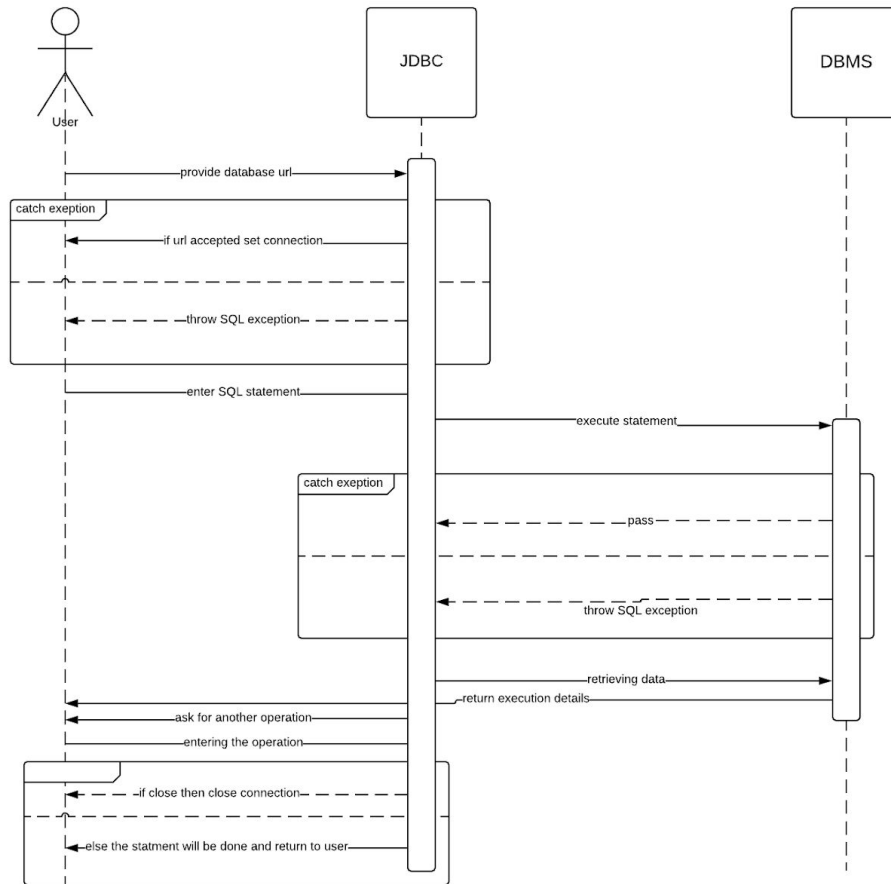 JDBC
DBMS
User
provide database url
catch exeption
if url accepted set connection
throw SQL exception
enter SQL statement
execute statement
catch exeption
pass
throw SQL exception
retrieving data
return execution details
ask for another operation
entering the operation
if close then close connection
else the statment will be done and return to user